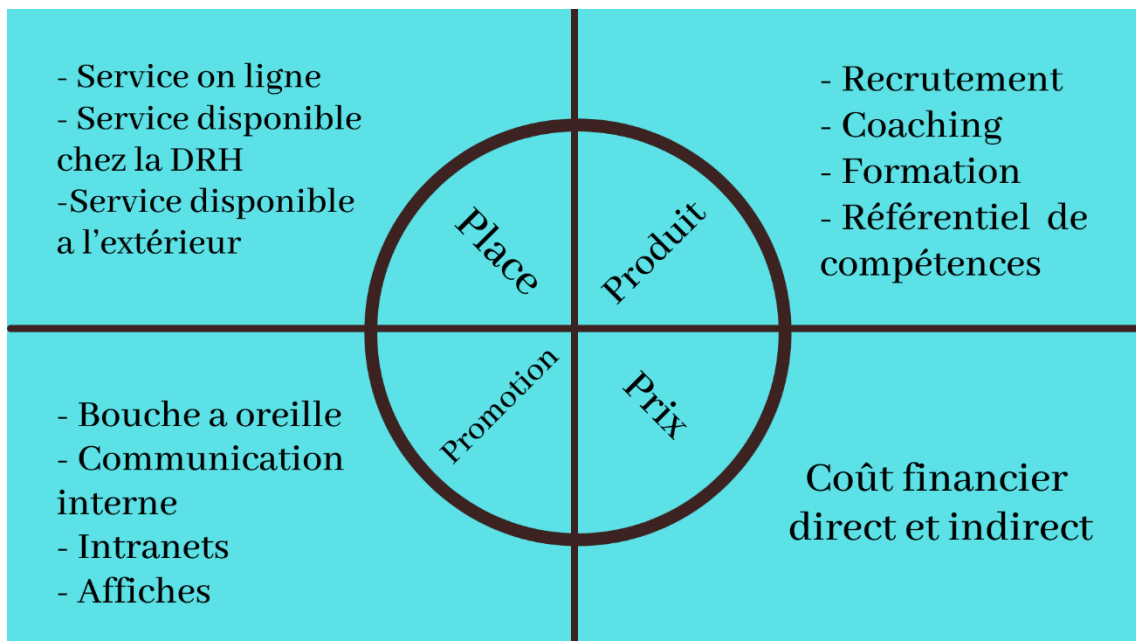 - Service on ligne
- Service disponible
chez la DRH
-Service disponible
a l'extérieur
- Recrutement
- Coaching
- Formation
- Référentiel de
compétences
Place
Produit
Promotion
Prix
- Bouche a oreille
- Communication
interne
- Intranets
- Affiches
Coût financier
direct et indirect